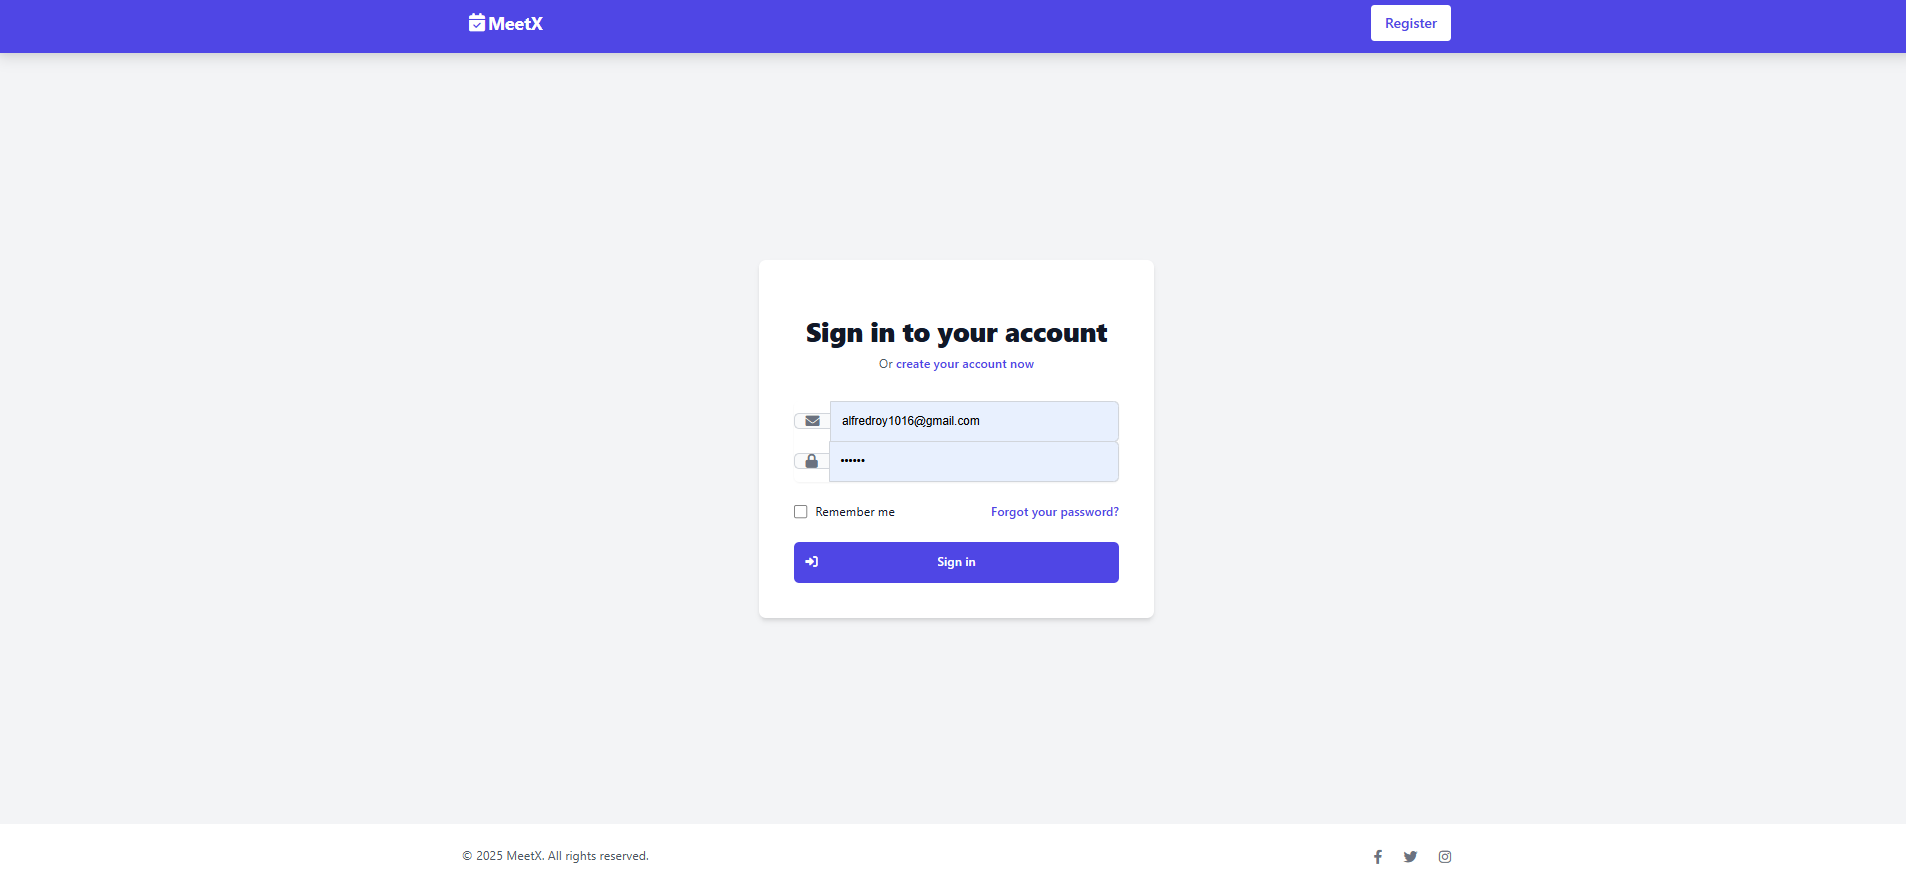 MeetX
Register
Sign in to your account
Or create your account now
alfredroy1016@gmail.com
••••••
Remember me
Forgot your password?
Sign in
© 2025 MeetX. All rights reserved.